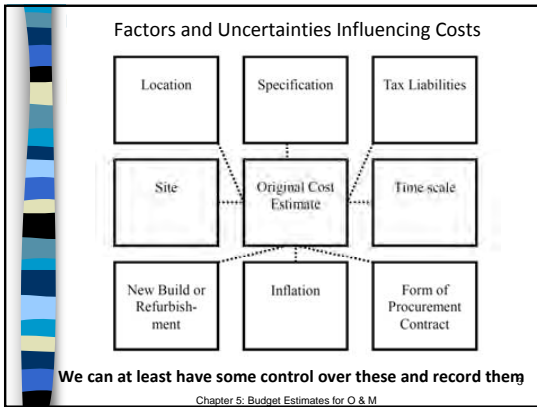 Factors and Uncertainties Influencing Costs
Location
Specification
Tax Liabilities
Site
Original Cost
Estimate
Time scale
New Build or
Refurbish-
ment
Inflation
Form of
Procurement
Contract
We can at least have some control over these and record them
Chapter 5: Budget Estimates for O & M